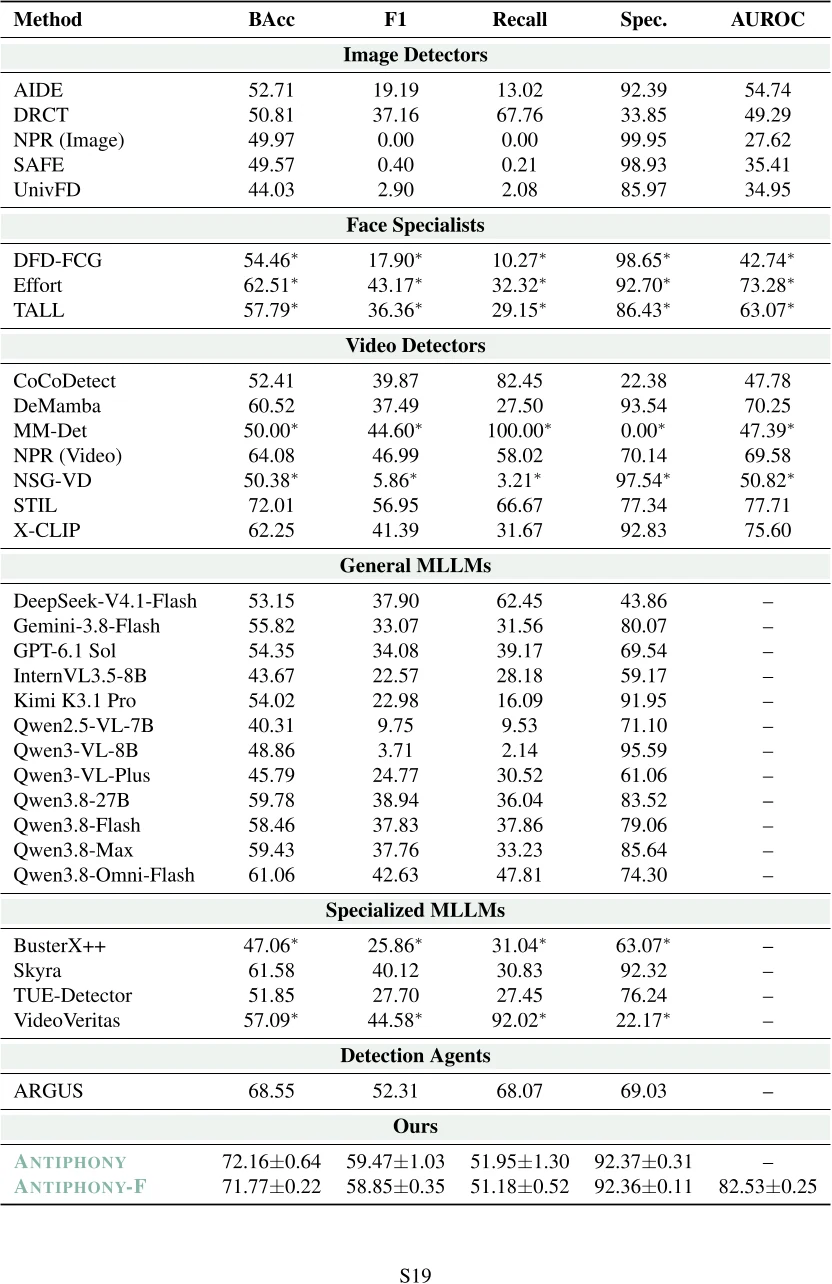 Method BAcc F1 Recall Spec. AUROC
Image Detectors
AIDE 52.71 19.19 13.02 92.39 54.74
DRCT 50.81 37.16 67.76 33.85 49.29
NPR (Image) 49.97 0.00 0.00 99.95 27.62
SAFE 49.57 0.40 0.21 98.93 35.41
UnivFD 44.03 2.90 2.08 85.97 34.95
Face Specialists
DFD-FCG 54.46* 17.90* 10.27* 98.65* 42.74*
Effort 62.51* 43.17* 32.32* 92.70* 73.28*
TALL 57.79* 36.36* 29.15* 86.43* 63.07*
Video Detectors
CoCoDetect 52.41 39.87 82.45 22.38 47.78
DeMamba 60.52 37.49 27.50 93.54 70.25
MM-Det 50.00* 44.60* 100.00* 0.00* 47.39*
NPR (Video) 64.08 46.99 58.02 70.14 69.58
NSG-VD 50.38* 5.86* 3.21* 97.54* 50.82*
STIL 72.01 56.95 66.67 77.34 77.71
X-CLIP 62.25 41.39 31.67 92.83 75.60
General MLLMs
DeepSeek-V4.1-Flash 53.15 37.90 62.45 43.86 –
Gemini-3.8-Flash 55.82 33.07 31.56 80.07 –
GPT-6.1 Sol 54.35 34.08 39.17 69.54 –
InternVL3.5-8B 43.67 22.57 28.18 59.17 –
Kimi K3.1 Pro 54.02 22.98 16.09 91.95 –
Qwen2.5-VL-7B 40.31 9.75 9.53 71.10 –
Qwen3-VL-8B 48.86 3.71 2.14 95.59 –
Qwen3-VL-Plus 45.79 24.77 30.52 61.06 –
Qwen3.8-27B 59.78 38.94 36.04 83.52 –
Qwen3.8-Flash 58.46 37.83 37.86 79.06 –
Qwen3.8-Max 59.43 37.76 33.23 85.64 –
Qwen3.8-Omni-Flash 61.06 42.63 47.81 74.30 –
Specialized MLLMs
BusterX++ 47.06* 25.86* 31.04* 63.07* –
Skyra 61.58 40.12 30.83 92.32 –
TUE-Detector 51.85 27.70 27.45 76.24 –
VideoVeritas 57.09* 44.58* 92.02* 22.17* –
Detection Agents
ARGUS 68.55 52.31 68.07 69.03 –
Ours
ANTIPHONY 72.16±0.64 59.47±1.03 51.95±1.30 92.37±0.31 –
ANTIPHONY-F 71.77±0.22 58.85±0.35 51.18±0.52 92.36±0.11 82.53±0.25
S19